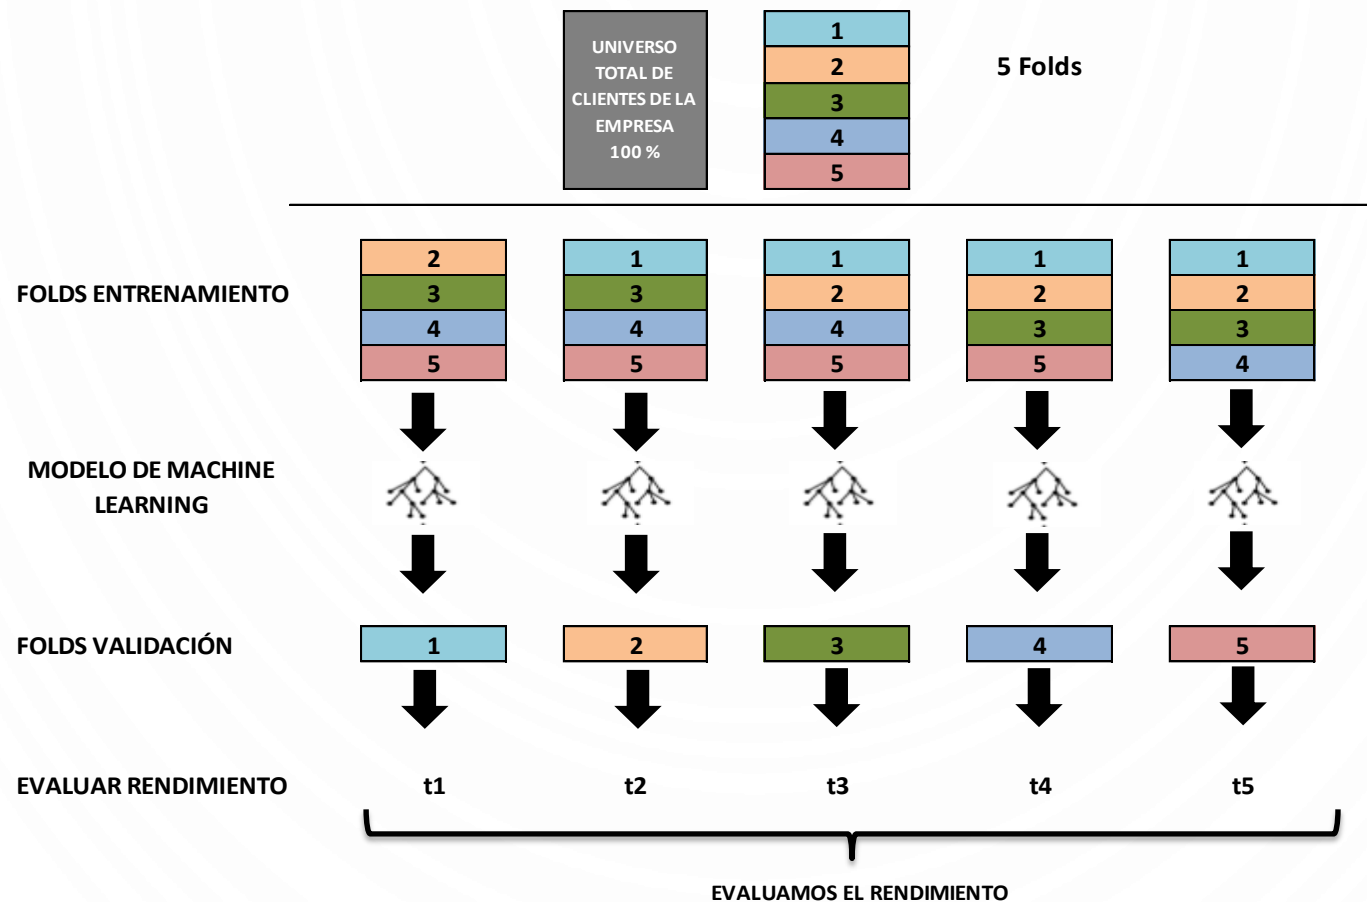 UNIVERSO
TOTAL DE
CLIENTES DE LA
EMPRESA
100 %
1
2
3
4
5
5 Folds
FOLDS ENTRENAMIENTO
2
3
4
5
1
3
4
5
1
2
4
5
1
2
3
5
1
2
3
4
MODELO DE MACHINE
LEARNING
FOLDS VALIDACIÓN
1
2
3
4
5
EVALUAR RENDIMIENTO
t1
t2
t3
t4
t5
EVALUAMOS EL RENDIMIENTO